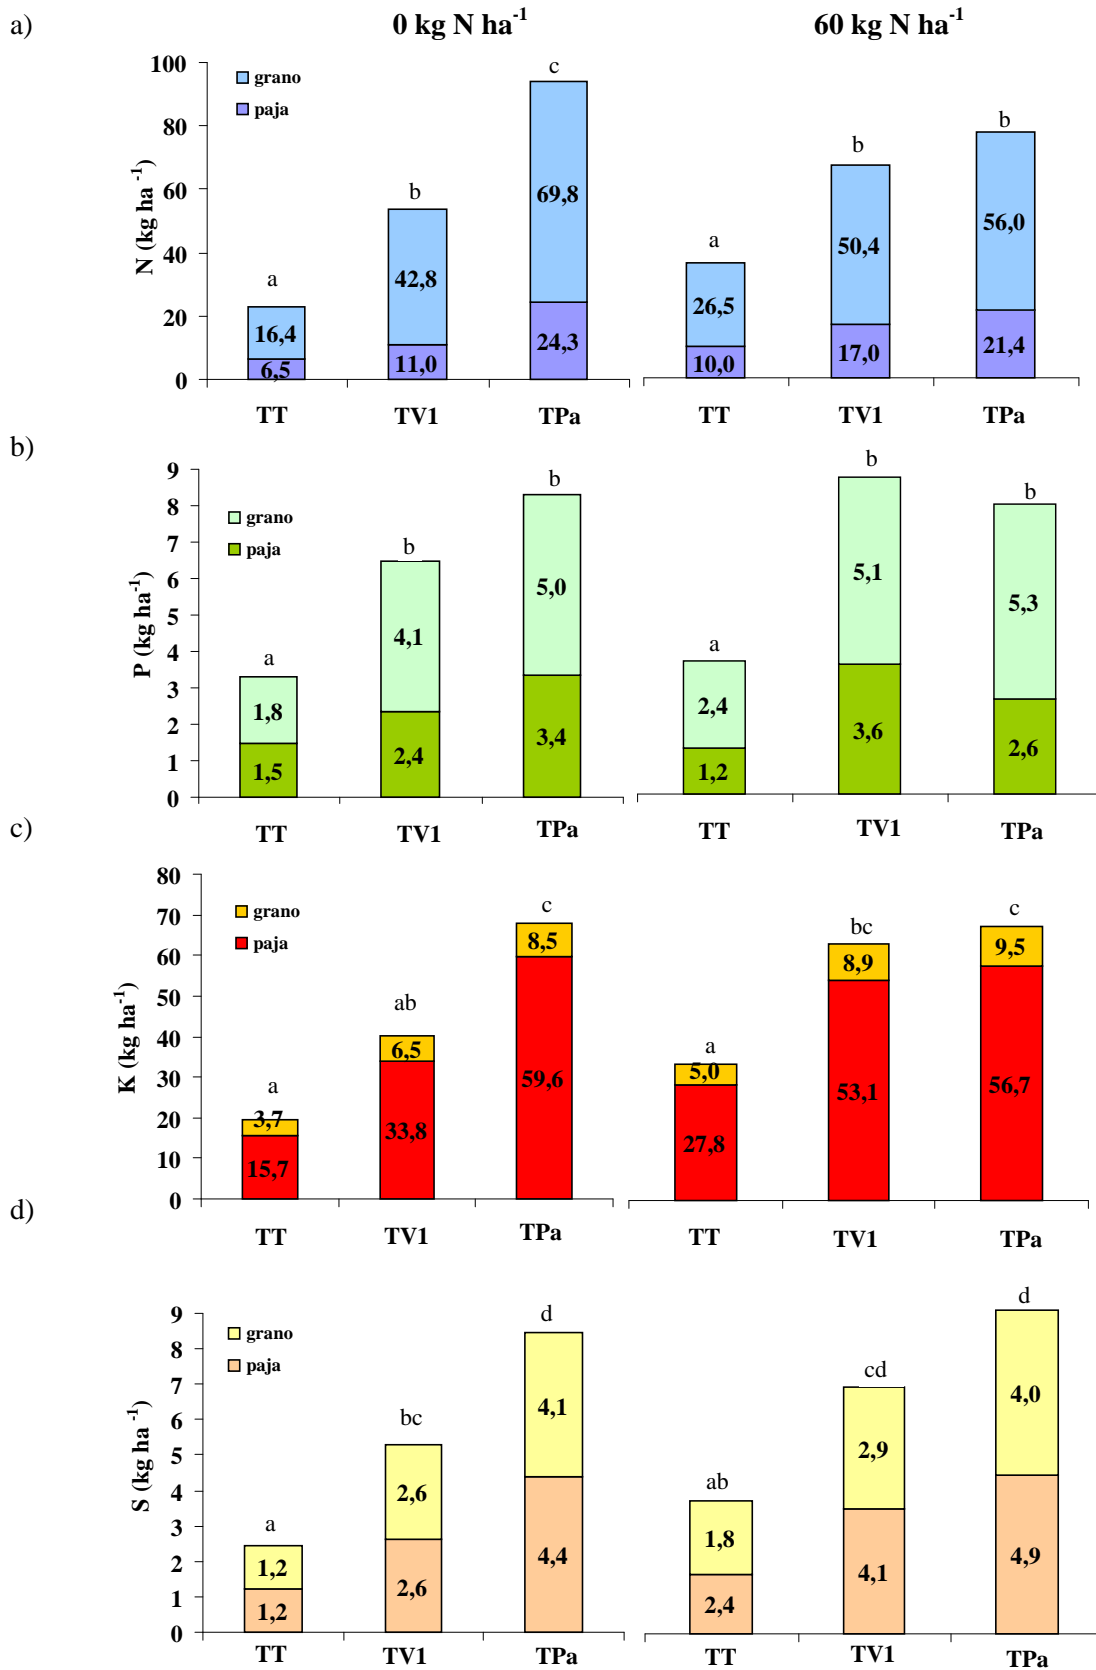 a)
0 kg N ha-1
60 kg N ha-1
N (kg ha -1)
100
80
60
40
20
0
grano
paja
a
b
c
a
b
b
16,4
6,5
42,8
11,0
69,8
24,3
26,5
10,0
50,4
17,0
56,0
21,4
TT
TV1
TPa
TT
TV1
TPa
b)
P (kg ha-1)
9
8
7
6
5
4
3
2
1
0
grano
paja
a
b
b
a
b
b
1,8
1,5
4,1
2,4
5,0
3,4
2,4
1,2
5,1
3,6
5,3
2,6
TT
TV1
TPa
TT
TV1
TPa
c)
K (kg ha-1)
80
70
60
50
40
30
20
10
0
grano
paja
a
ab
c
a
bc
c
3,7
15,7
6,5
33,8
8,5
59,6
5,0
27,8
8,9
53,1
9,5
56,7
TT
TV1
TPa
TT
TV1
TPa
d)
S (kg ha-1)
9
8
7
6
5
4
3
2
1
0
grano
paja
a
bc
d
ab
cd
d
1,2
1,2
2,6
2,6
4,1
4,4
1,8
2,4
2,9
4,1
4,0
4,9
TT
TV1
TPa
TT
TV1
TPa